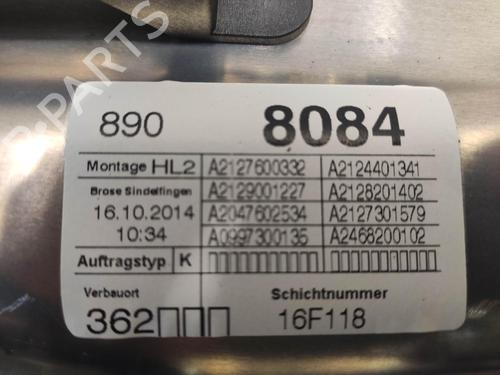 B-PARTS
890 8084
Montage HL2 A2127600332 A2124401341
Brose Sindelfingen A2129001227 A2128201402
16.10.2014 A2047602534 A2127301579
10:34 A0997300135 A2468200102
Auftragstyp K
Verbauort Schichtnummer
362 16F118